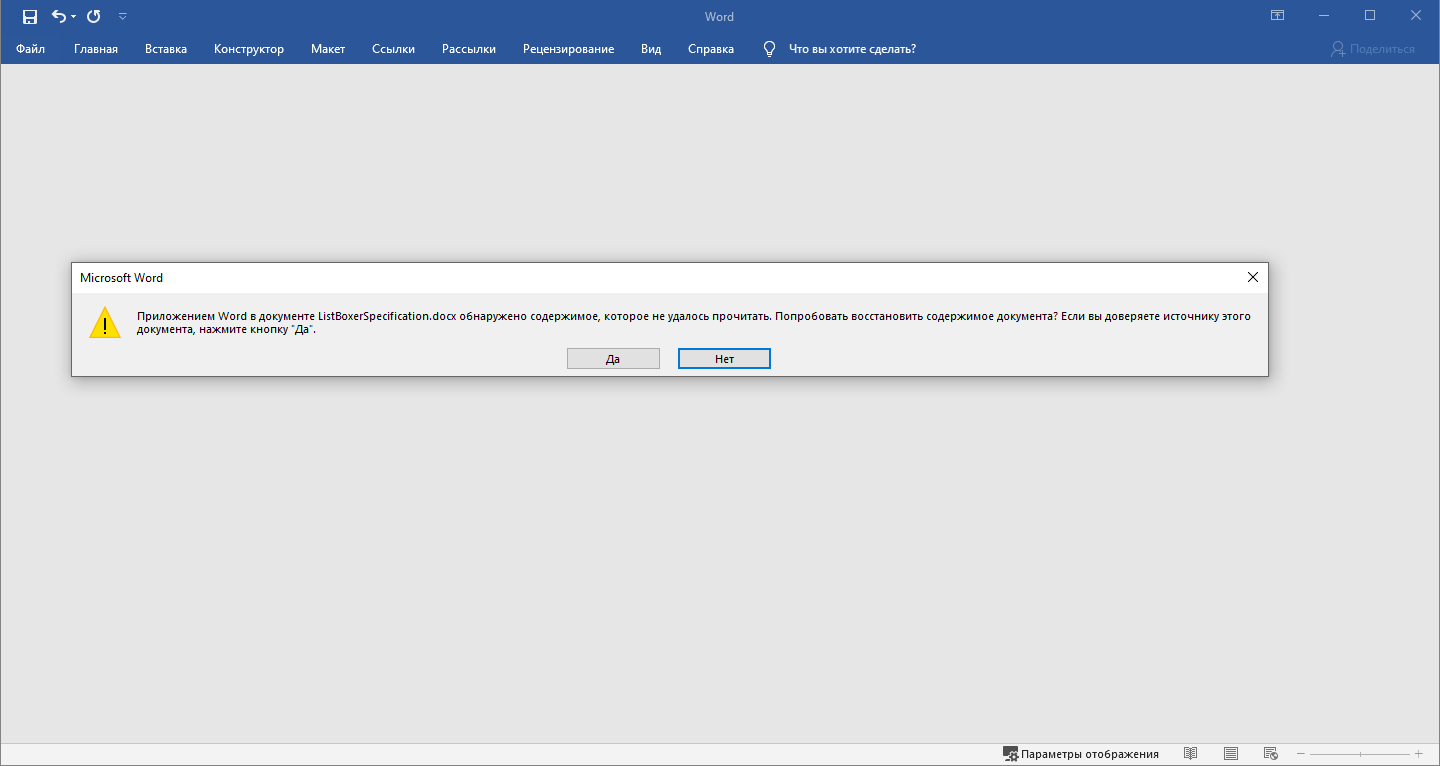 Word
Файл Главная Вставка Конструктор Макет Ссылки Рассылки Рецензирование Вид Справка Что вы хотите сделать? Поделиться
Microsoft Word
Приложением Word в документе ListBoxerSpecification.docx обнаружено содержимое, которое не удалось прочитать. Попробовать восстановить содержимое документа? Если вы доверяете источнику этого
документа, нажмите кнопку "Да".
Да Нет
Параметры отображения